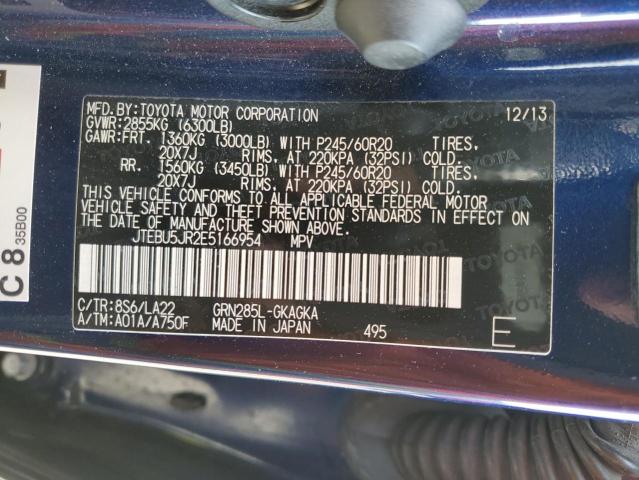 MFD. BY: TOYOTA MOTOR CORPORATION 12/13
GVWR: 2855KG (6300LB)
GAWR: FRT. 1360KG (3000LB) WITH P245/60R20 TIRES.
20X7J RIMS, AT 220KPA (32PSI) COLD.
RR. 1560KG (3450LB) WITH P245/60R20 TIRES.
20X7J RIMS, AT 220KPA (32PSI) COLD.
THIS VEHICLE CONFORMS TO ALL APPLICABLE FEDERAL MOTOR
VEHICLE SAFETY AND THEFT PREVENTION STANDARDS IN EFFECT ON
THE DATE OF MANUFACTURE SHOWN ABOVE.
JTEBU5JR2E5166954 MPV
C/TR: 8S6/LA22 GRN285L-GKAGKA
A/TM: A01A/A750F MADE IN JAPAN 495 E
C 8 35B00